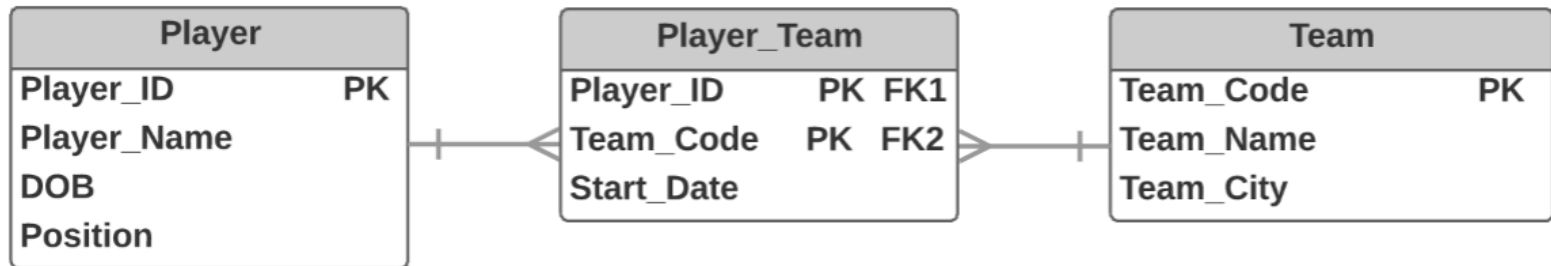 Player
Player_ID PK
Player_Name
DOB
Position
Player_Team
Player_ID PK FK1
Team_Code PK FK2
Start_Date
Team
Team_Code PK
Team_Name
Team_City